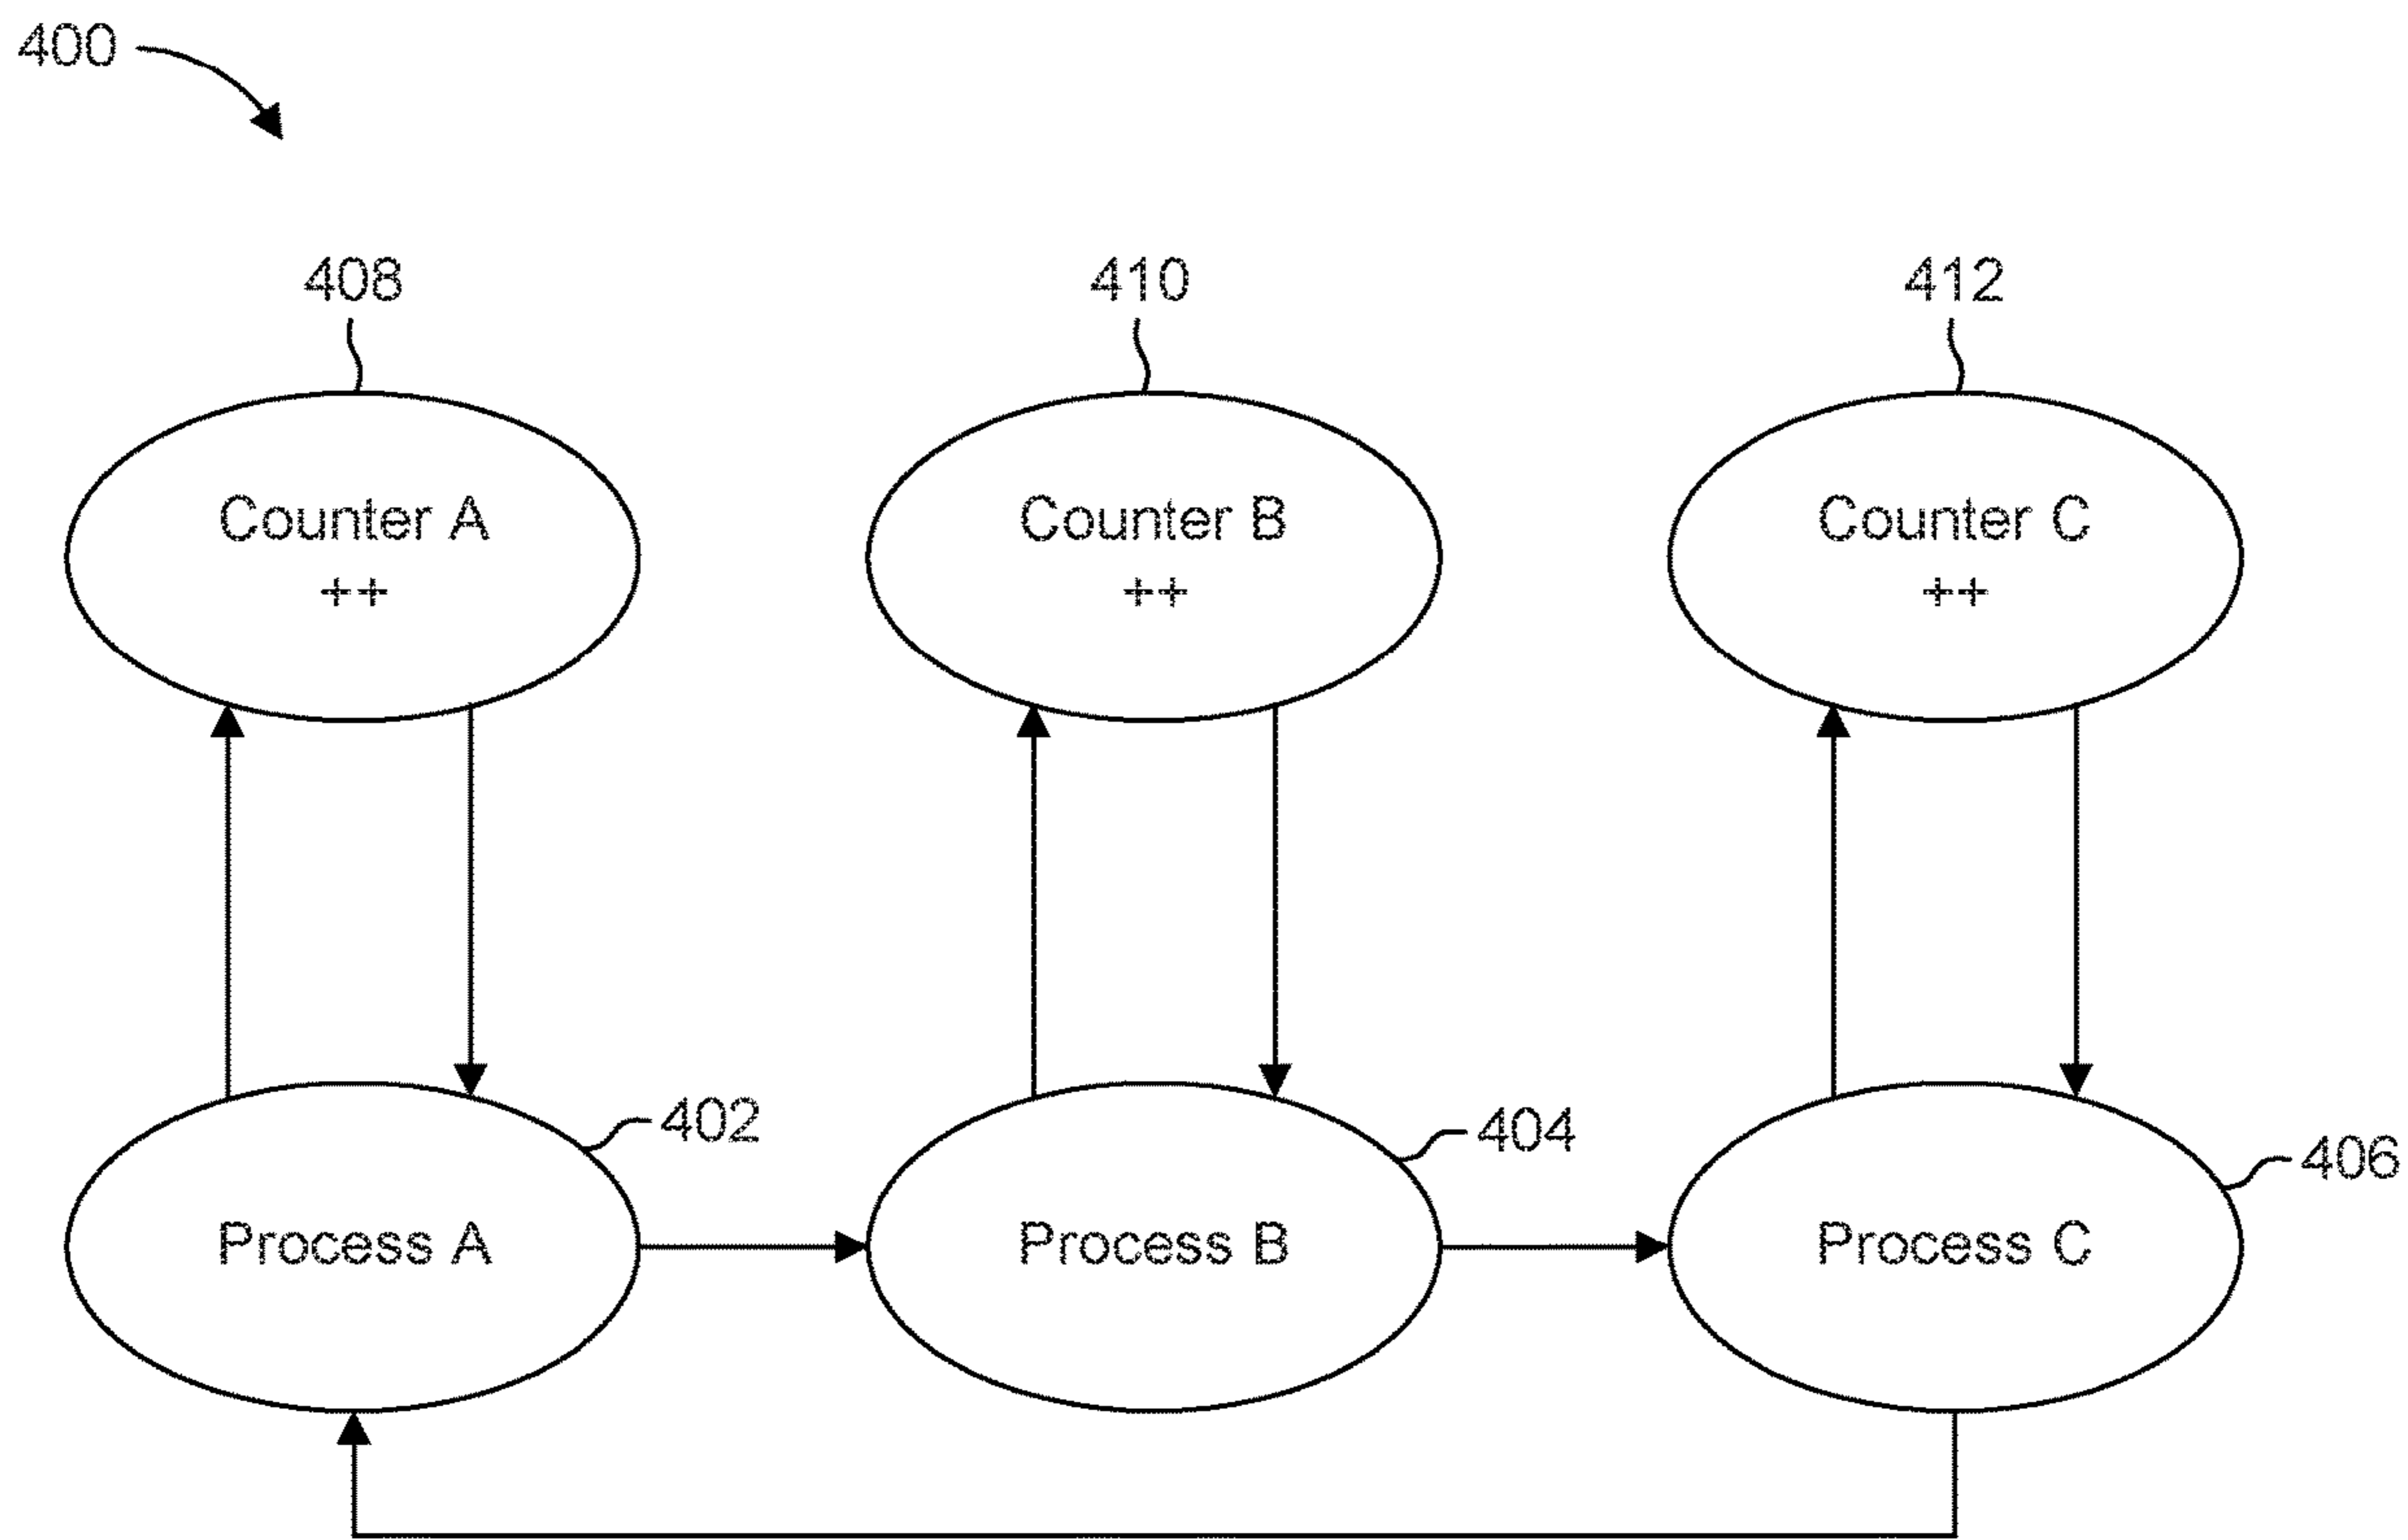 400
408
410
412
Counter A
++
Counter B
++
Counter C
++
402
404
406
Process A
Process B
Process C